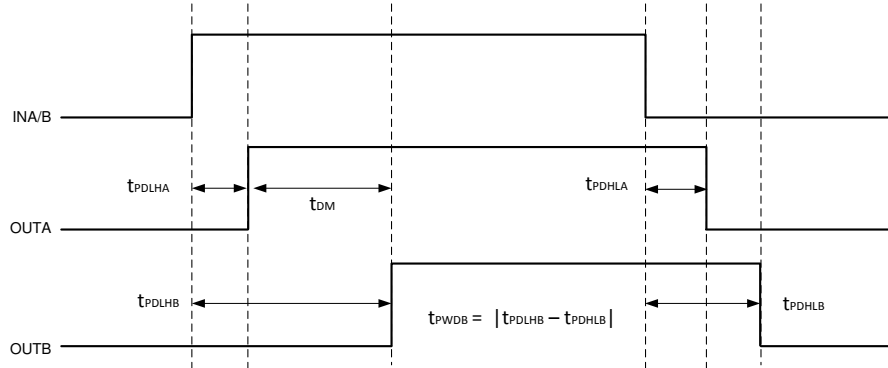 INA/B
tPDLHA
tDM
tPDHLA
OUTA
tPDLHB
tPWDB = |tPDLHB – tPDHLB|
tPDHLB
OUTB